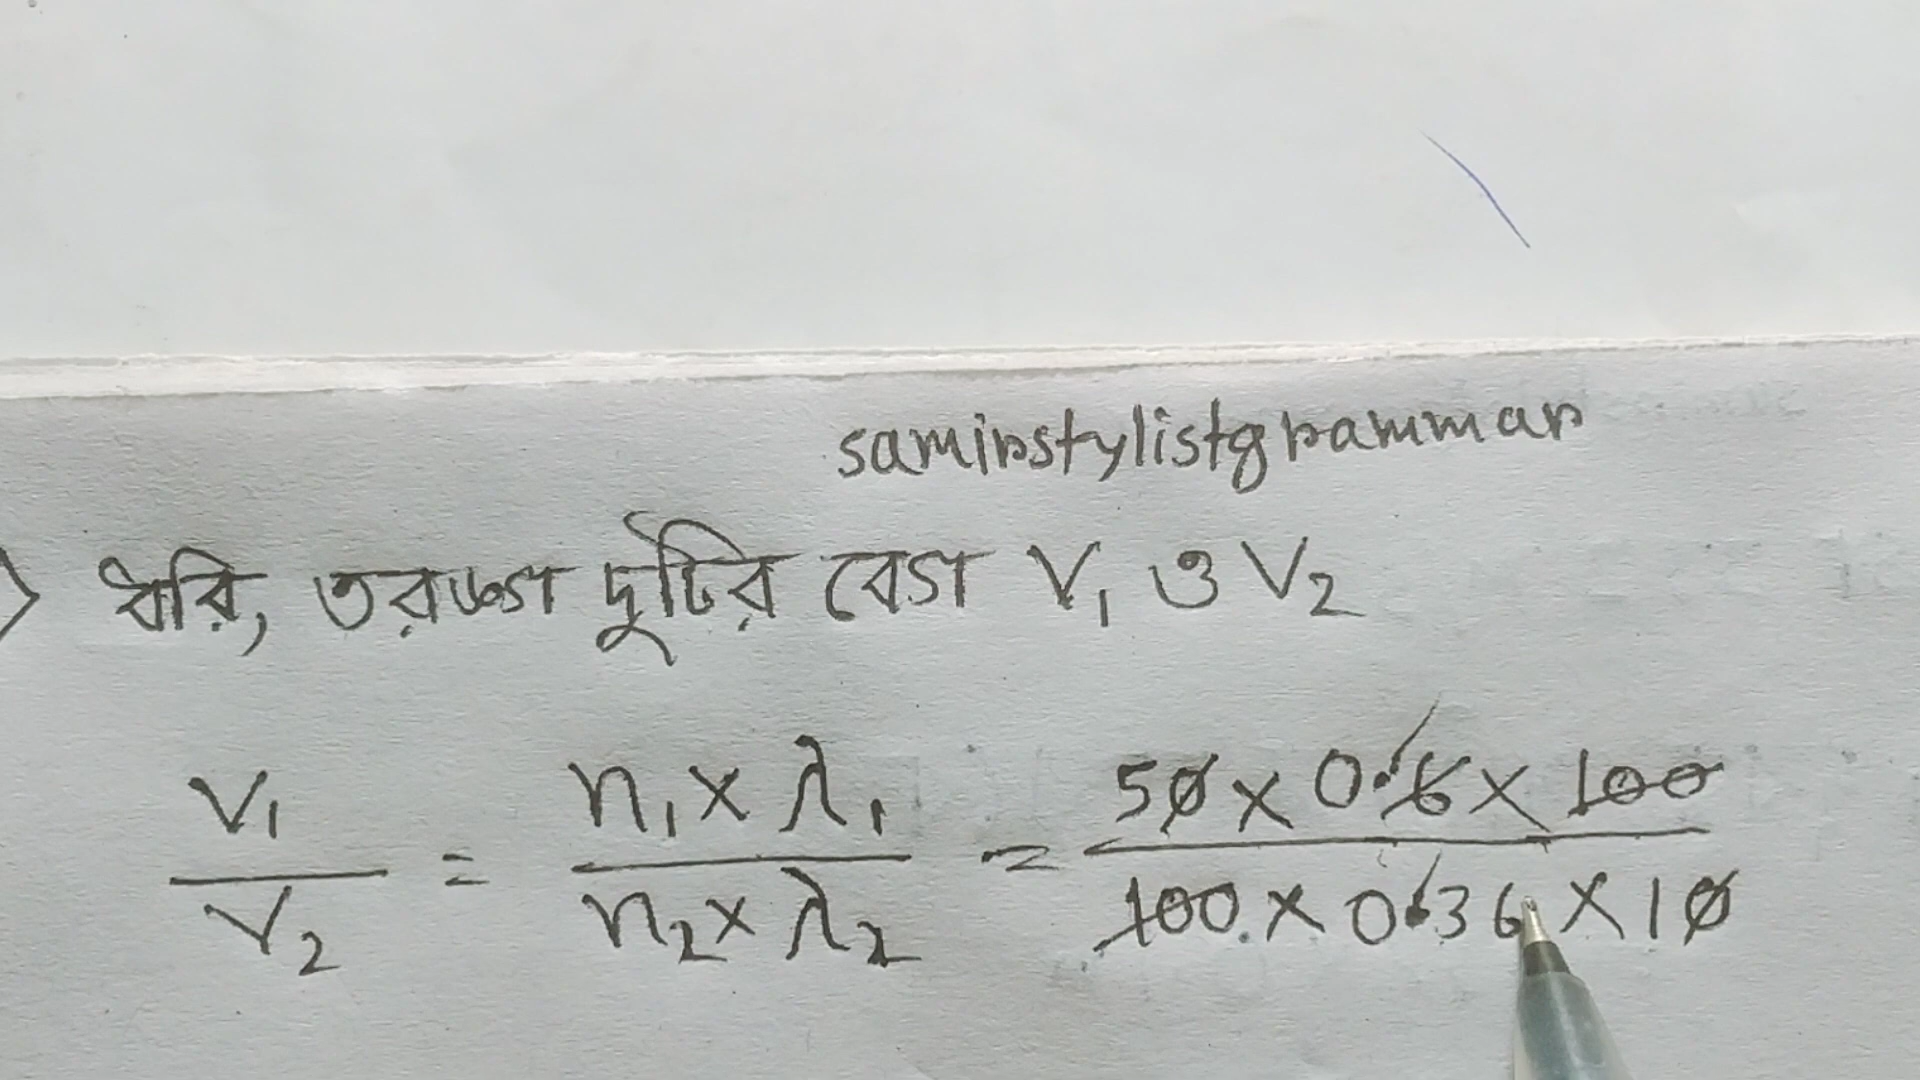 saminstylistgrammar
ধরি, তরঙ্গ দুটির বেগ V₁ ও V₂
V₁/V₂ = n₁ × λ₁ / n₂ × λ₂ = 50 × 0.6 × 100 / 100 × 0.36 × 10